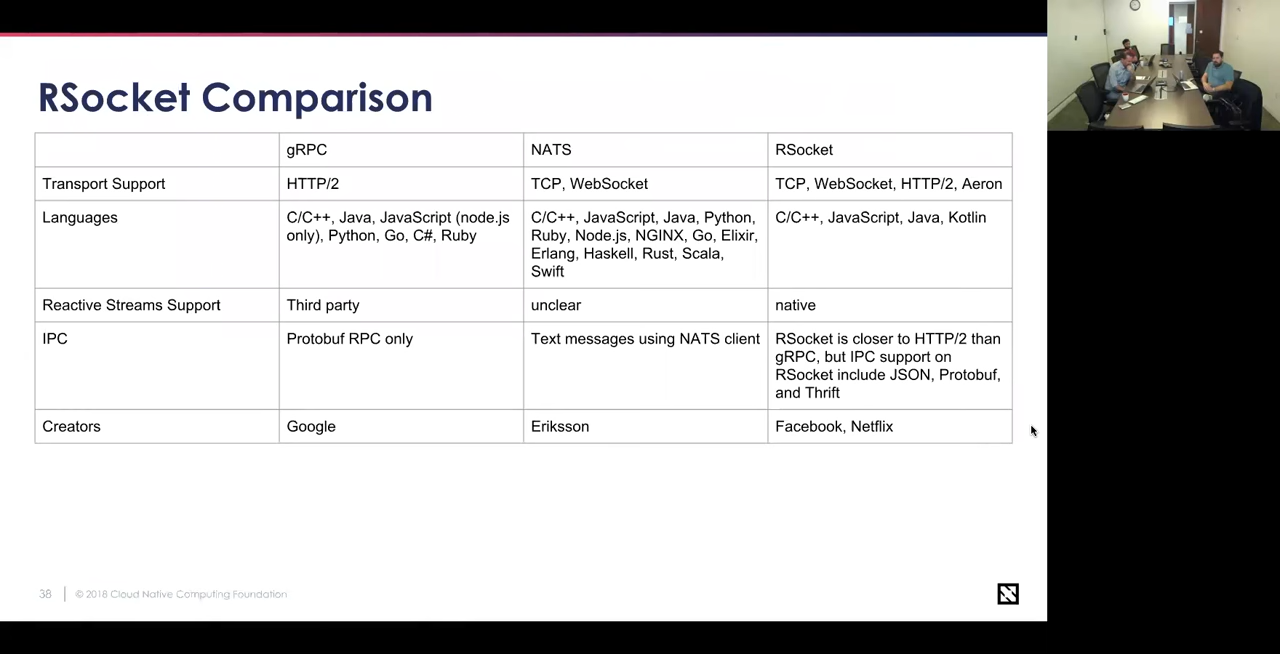 RSocket Comparison
gRPC
NATS
RSocket
Transport Support
HTTP/2
TCP, WebSocket
TCP, WebSocket, HTTP/2, Aeron
Languages
C/C++, Java, JavaScript (node.js
only), Python, Go, C#, Ruby
C/C++, JavaScript, Java, Python,
Ruby, Node.js, NGINX, Go, Elixir,
Erlang, Haskell, Rust, Scala,
Swift
C/C++, JavaScript, Java, Kotlin
Reactive Streams Support
Third party
unclear
native
IPC
Protobuf RPC only
Text messages using NATS client
RSocket is closer to HTTP/2 than
gRPC, but IPC support on
RSocket include JSON, Protobuf,
and Thrift
Creators
Google
Eriksson
Facebook, Netflix
38
© 2018 Cloud Native Computing Foundation